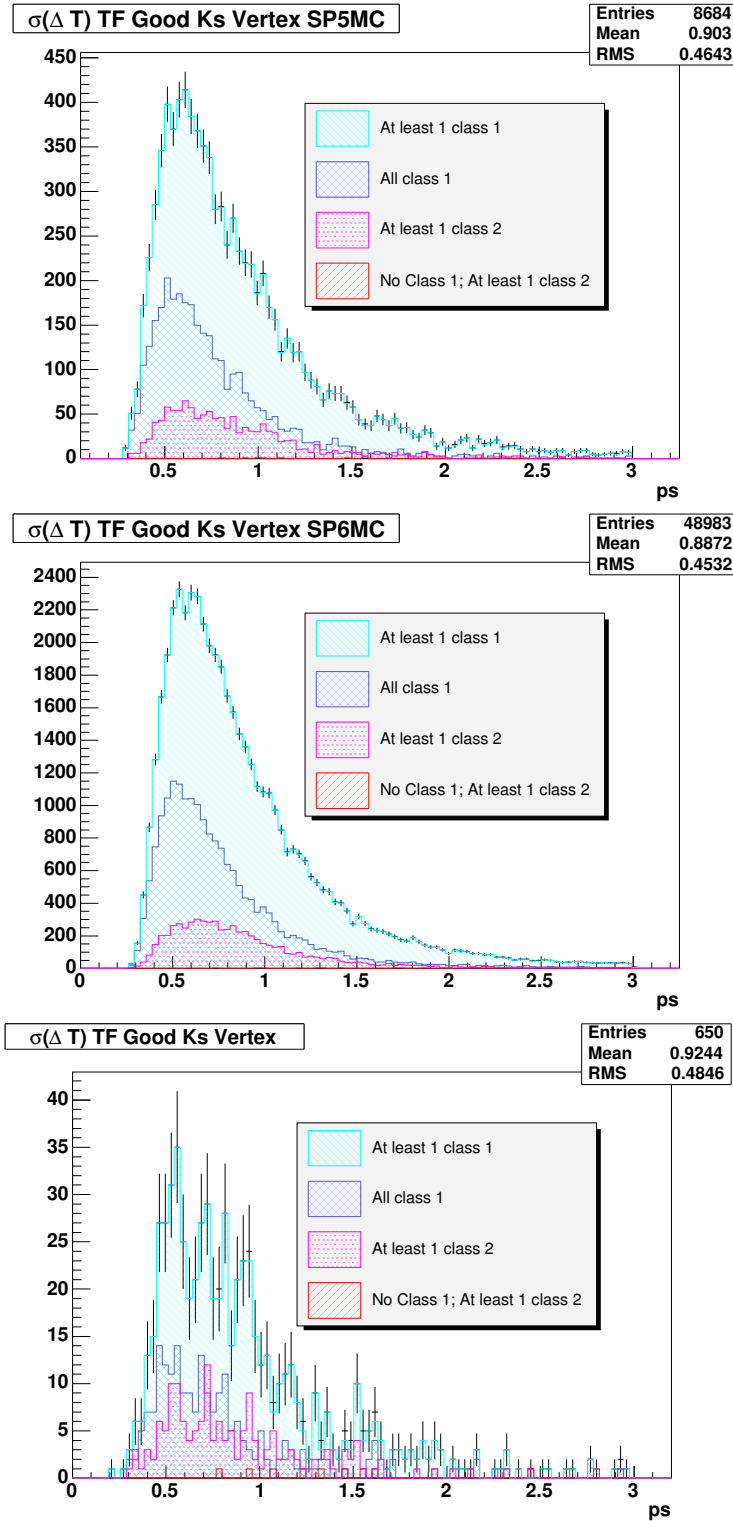 σ(Δ T) TF Good Ks Vertex SP5MC
Entries 8684
Mean 0.903
RMS 0.4643
450
400
350
300
250
200
150
100
50
0
At least 1 class 1
All class 1
At least 1 class 2
No Class 1; At least 1 class 2
0.5 1 1.5 2 2.5 3
ps
σ(Δ T) TF Good Ks Vertex SP6MC
Entries 48983
Mean 0.8872
RMS 0.4532
2400
2200
2000
1800
1600
1400
1200
1000
800
600
400
200
0
At least 1 class 1
All class 1
At least 1 class 2
No Class 1; At least 1 class 2
0 0.5 1 1.5 2 2.5 3
ps
σ(Δ T) TF Good Ks Vertex
Entries 650
Mean 0.9244
RMS 0.4846
40
35
30
25
20
15
10
5
0
At least 1 class 1
All class 1
At least 1 class 2
No Class 1; At least 1 class 2
0 0.5 1 1.5 2 2.5 3
ps